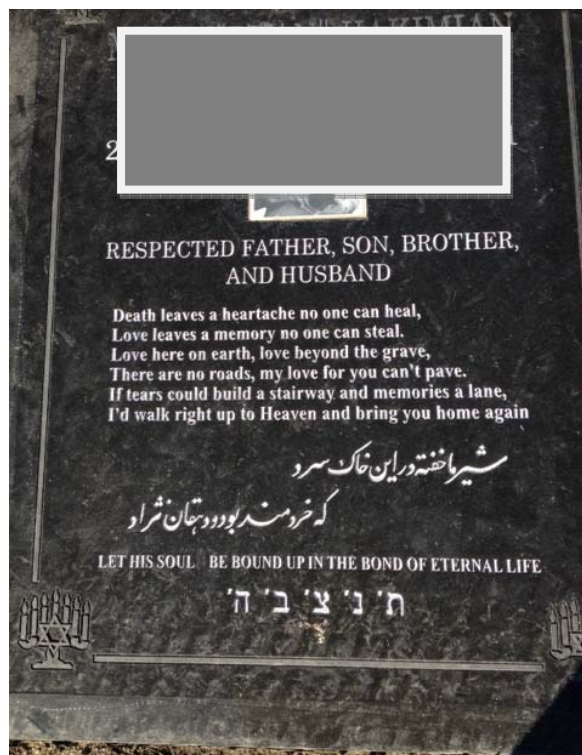 HAKIMIAN
2
RESPECTED FATHER, SON, BROTHER,
AND HUSBAND
Death leaves a heartache no one can heal,
Love leaves a memory no one can steal.
Love here on earth, love beyond the grave,
There are no roads, my love for you can't pave.
If tears could build a stairway and memories a lane,
I'd walk right up to Heaven and bring you home again
شیر ما خفته در این خاک سرد
که خردمند بود و دهقان نژاد
LET HIS SOUL BE BOUND UP IN THE BOND OF ETERNAL LIFE
ת' נ' צ' ב' ה'